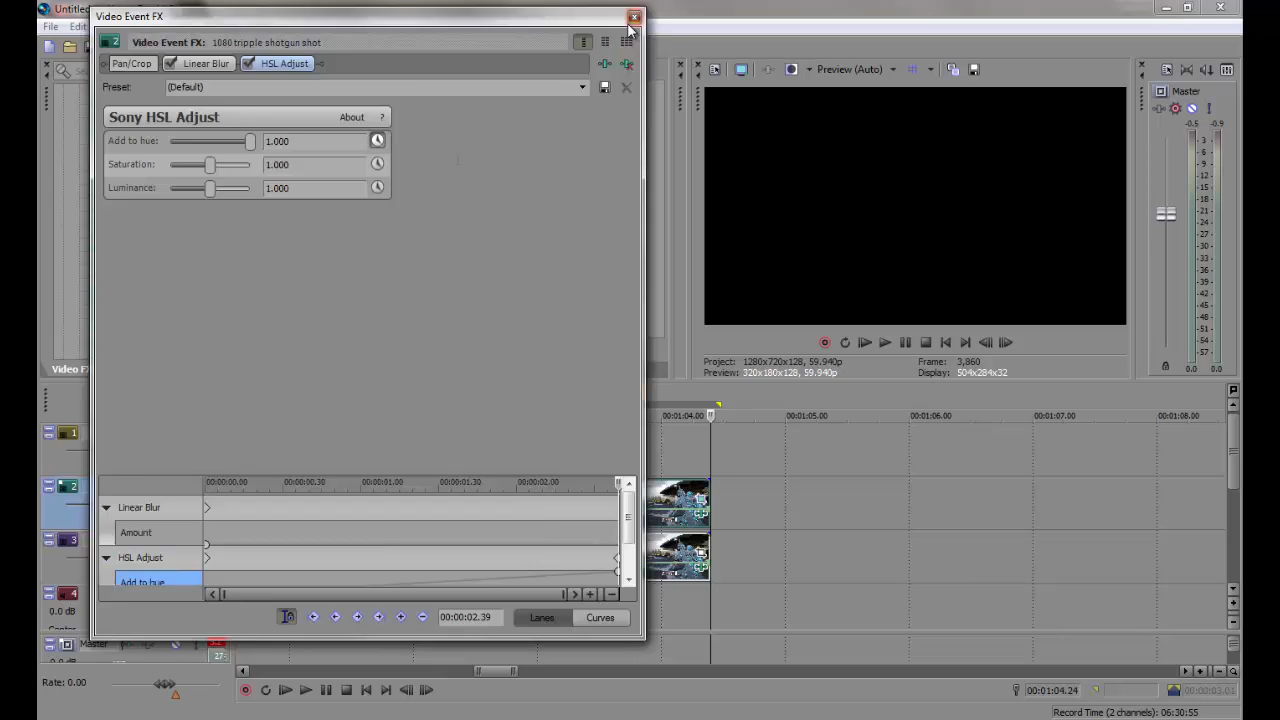 Untitled
Video Event FX
File Edit
Video Event FX: 1080 tripple shotgun shot
Pan/Crop Linear Blur HSL Adjust
Preset: (Default)
Sony HSL Adjust About ?
Add to hue: 1.000
Saturation: 1.000
Luminance: 1.000
Preview (Auto)
Master
-0.5 -0.9
3
6
9
12
15
18
21
24
27
30
33
36
39
42
45
48
51
54
57
0.0 0.0
Project: 1280x720x128, 59.940p Frame: 3,860
Preview: 320x180x128, 59.940p Display: 504x284x32
Video FX
00:01:04.00 00:01:05.00 00:01:06.00 00:01:07.00 00:01:08.00
1
2
3
4
0.0 dB
Center
Master
27-
00:00:00.00 00:00:00.30 00:00:01.00 00:00:01.30 00:00:02.00
Linear Blur
Amount
HSL Adjust
Add to hue
00:00:02.39 Lanes Curves
Rate: 0.00
00:01:04.24 00:00:03.01
Record Time (2 channels): 06:30:55